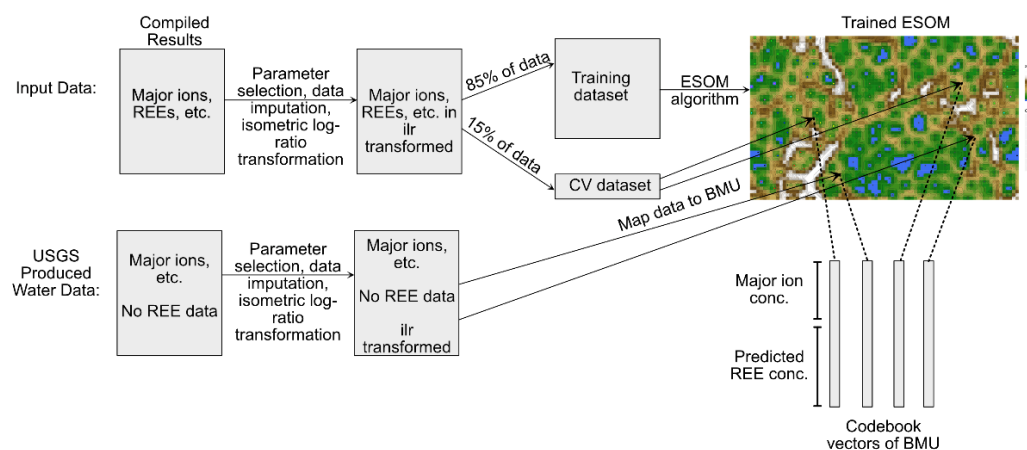 Compiled
Results
Trained ESOM
Input Data:
Major ions,
REEs, etc.
Parameter
selection, data
imputation,
isometric log-
ratio
transformation
Major ions,
REEs, etc. in
ilr
transformed
85% of data
15% of data
Training
dataset
ESOM
algorithm
CV dataset
Map data to BMU
USGS
Produced
Water Data:
Major ions,
etc.
No REE data
Parameter
selection, data
imputation,
isometric log-
ratio
transformation
Major ions,
etc.
No REE data
ilr
transformed
Major ion
conc.
Predicted
REE conc.
Codebook
vectors of BMU